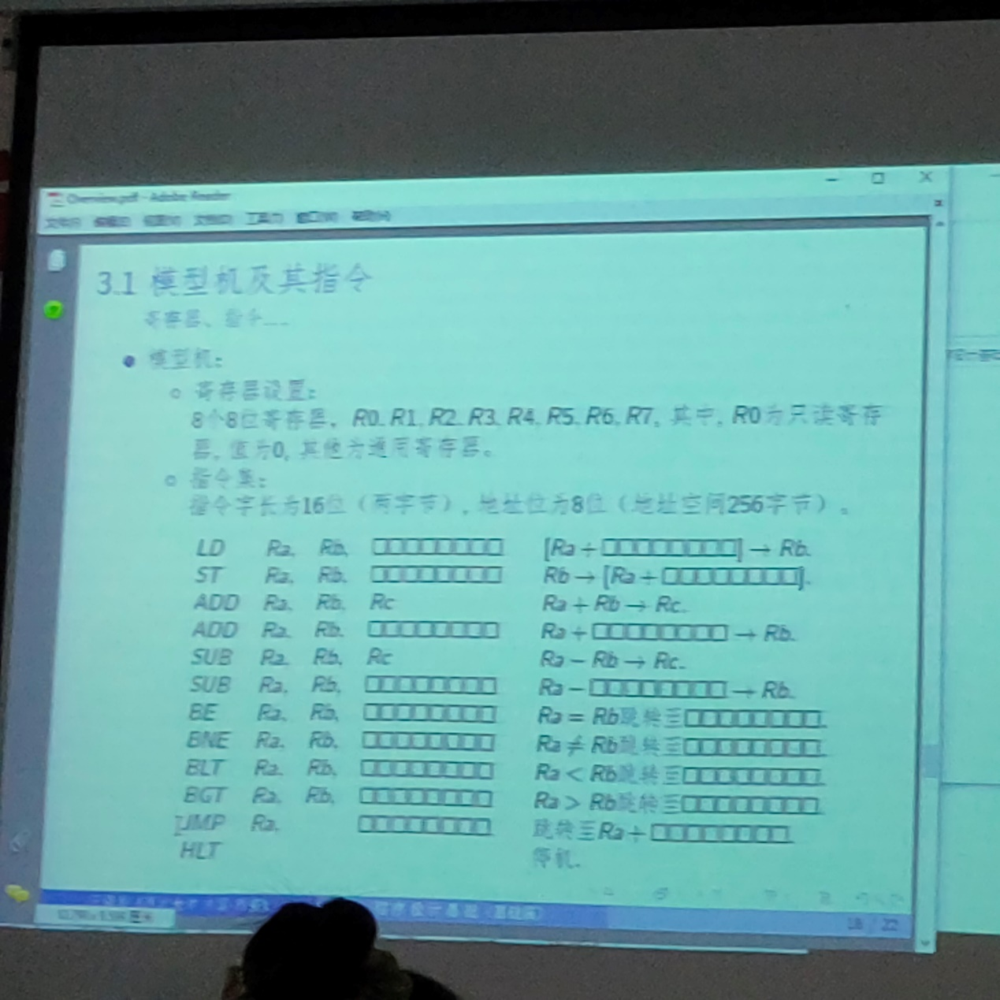 Overview.pdf - Adobe Reader
文件(F) 编辑(E) 视图(V) 文档(D) 工具(T) 窗口(W) 帮助(H)
3.1 模型机及其指令
寄存器、指令……
模型机：
寄存器设置：
8个8位寄存器，R0, R1, R2, R3, R4, R5, R6, R7, 其中, R0为只读寄存
器, 值为0, 其他为通用寄存器。
指令集：
指令字长为16位（两字节）, 地址位为8位（地址空间256字节）。
LD Ra, Rb, □□□□□□□□ [Ra + □□□□□□□□] → Rb.
ST Ra, Rb, □□□□□□□□ Rb → [Ra + □□□□□□□□].
ADD Ra, Rb, Rc Ra + Rb → Rc.
ADD Ra, Rb, □□□□□□□□ Ra + □□□□□□□□ → Rb.
SUB Ra, Rb, Rc Ra − Rb → Rc.
SUB Ra, Rb, □□□□□□□□ Ra − □□□□□□□□ → Rb.
BE Ra, Rb, □□□□□□□□ Ra = Rb跳转至□□□□□□□□.
BNE Ra, Rb, □□□□□□□□ Ra ≠ Rb跳转至□□□□□□□□.
BLT Ra, Rb, □□□□□□□□ Ra < Rb跳转至□□□□□□□□.
BGT Ra, Rb, □□□□□□□□ Ra > Rb跳转至□□□□□□□□.
JMP Ra, □□□□□□□□ 跳转至Ra + □□□□□□□□.
HLT 停机.
18 / 22